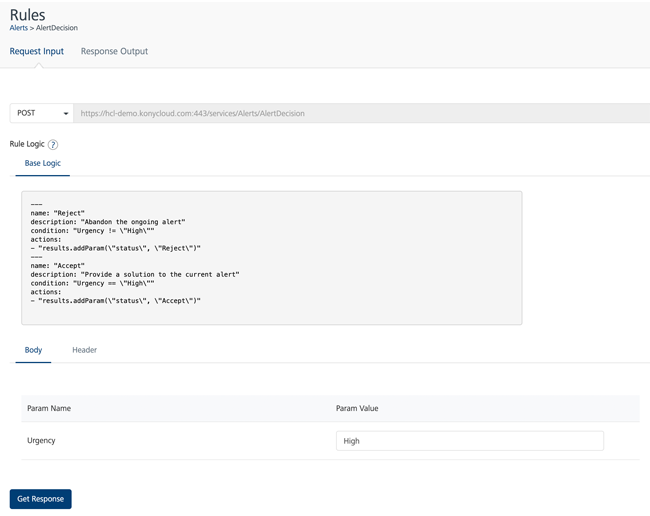 Rules
Alerts > AlertDecision
Request Input Response Output
POST https://hcl-demo.konycloud.com:443/services/Alerts/AlertDecision
Rule Logic ?
Base Logic
---
name: "Reject"
description: "Abandon the ongoing alert"
condition: "Urgency != \"High\""
actions:
- "results.addParam(\"status\", \"Reject\")"
---
name: "Accept"
description: "Provide a solution to the current alert"
condition: "Urgency == \"High\""
actions:
- "results.addParam(\"status\", \"Accept\")"
Body Header
Param Name Param Value
Urgency High
Get Response